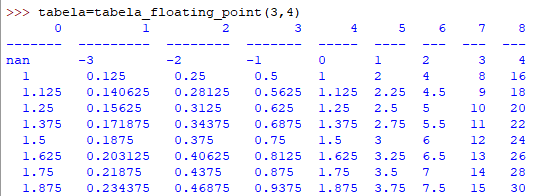 >>> tabela=tabela_floating_point(3,4)
0 1 2 3 4 5 6 7 8
------- -------- ------- ------ ----- ---- --- --- ---
nan -3 -2 -1 0 1 2 3 4
1 0.125 0.25 0.5 1 2 4 8 16
1.125 0.140625 0.28125 0.5625 1.125 2.25 4.5 9 18
1.25 0.15625 0.3125 0.625 1.25 2.5 5 10 20
1.375 0.171875 0.34375 0.6875 1.375 2.75 5.5 11 22
1.5 0.1875 0.375 0.75 1.5 3 6 12 24
1.625 0.203125 0.40625 0.8125 1.625 3.25 6.5 13 26
1.75 0.21875 0.4375 0.875 1.75 3.5 7 14 28
1.875 0.234375 0.46875 0.9375 1.875 3.75 7.5 15 30